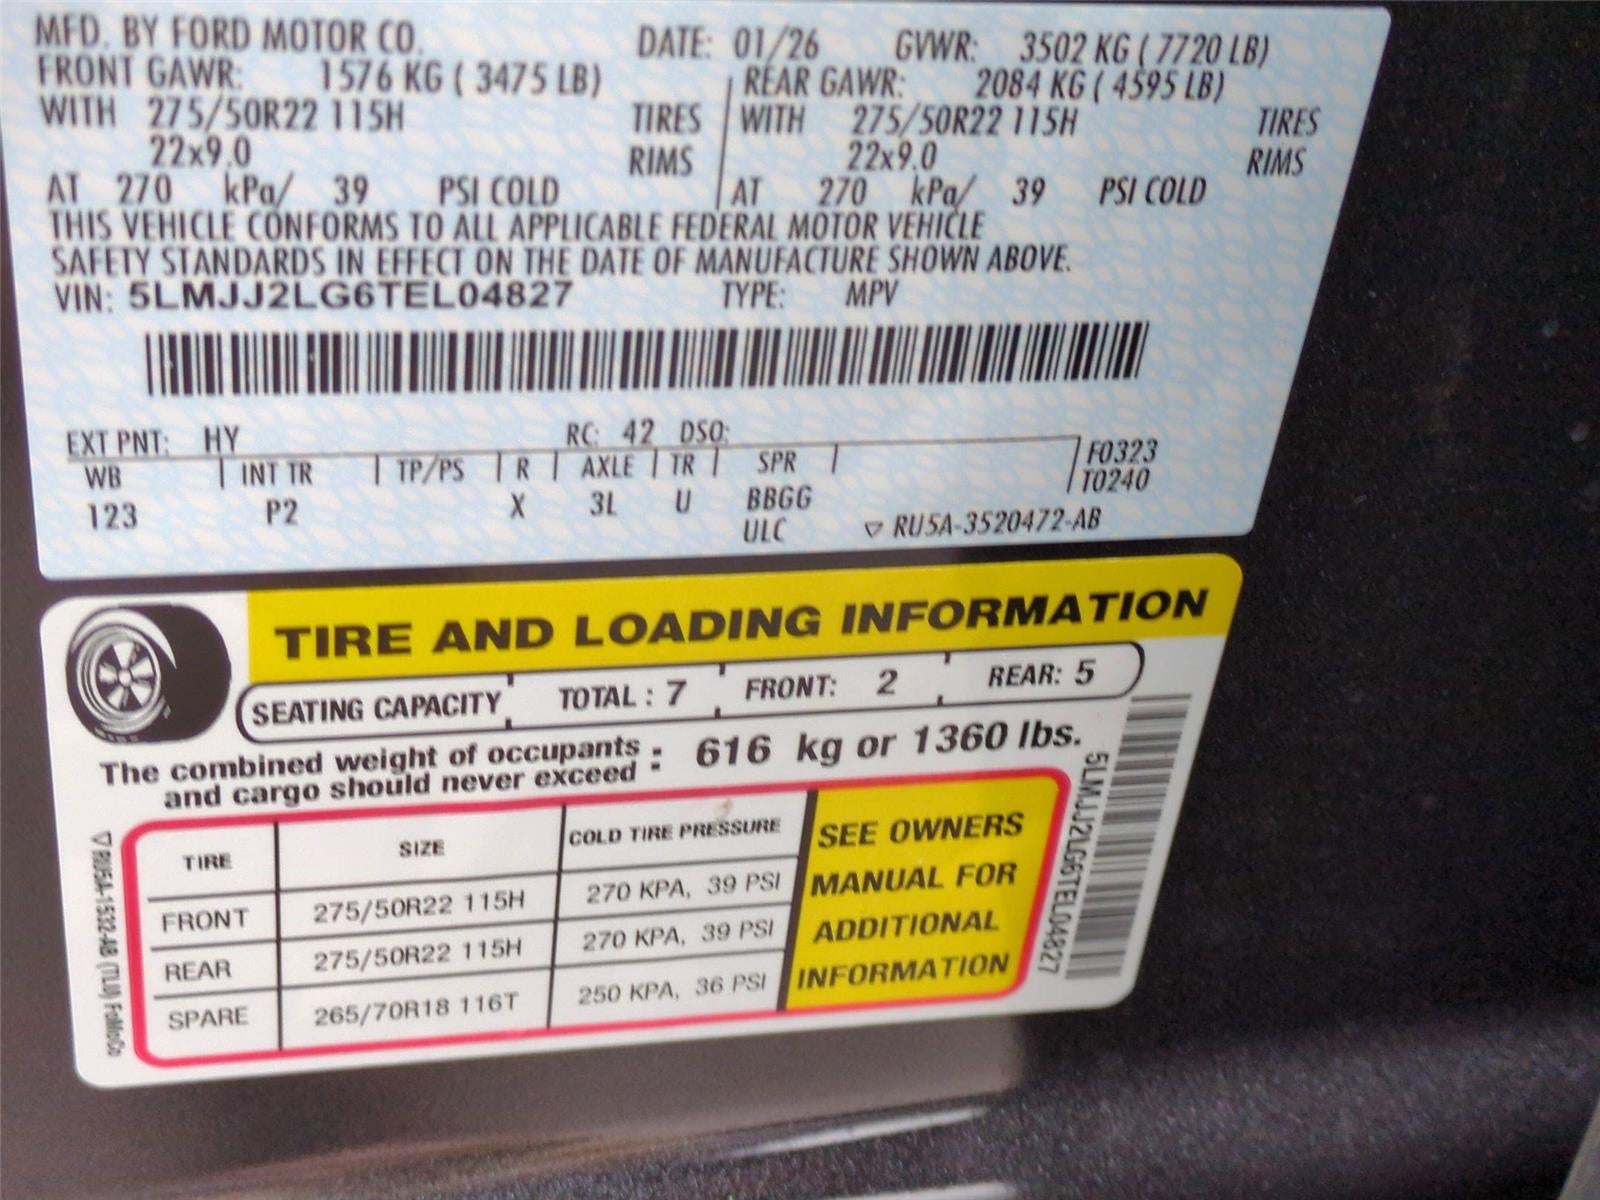 MFD. BY FORD MOTOR CO.
DATE: 01/26 GVWR: 3502 KG ( 7720 LB)
FRONT GAWR: 1576 KG ( 3475 LB)
REAR GAWR: 2084 KG ( 4595 LB)
WITH 275/50R22 115H TIRES
WITH 275/50R22 115H TIRES
22x9.0 RIMS
22x9.0 RIMS
AT 270 kPa/ 39 PSI COLD
AT 270 kPa/ 39 PSI COLD
THIS VEHICLE CONFORMS TO ALL APPLICABLE FEDERAL MOTOR VEHICLE
SAFETY STANDARDS IN EFFECT ON THE DATE OF MANUFACTURE SHOWN ABOVE.
VIN: 5LMJJ2LG6TEL04827 TYPE: MPV
EXT PNT: HY RC: 42 DSO:
WB INT TR TP/PS R AXLE TR SPR
F0323
T0240
123 P2 X 3L U BBGG
ULC ▽ RU5A-3520472-AB
TIRE AND LOADING INFORMATION
SEATING CAPACITY TOTAL : 7 FRONT: 2 REAR: 5
The combined weight of occupants
and cargo should never exceed : 616 kg or 1360 lbs.
TIRE SIZE COLD TIRE PRESSURE
FRONT 275/50R22 115H 270 KPA, 39 PSI
REAR 275/50R22 115H 270 KPA, 39 PSI
SPARE 265/70R18 116T 250 KPA, 36 PSI
SEE OWNERS
MANUAL FOR
ADDITIONAL
INFORMATION
5LMJJ2LG6TEL04827
▽ RU5A-1532-AB (TLM) FoMoCo